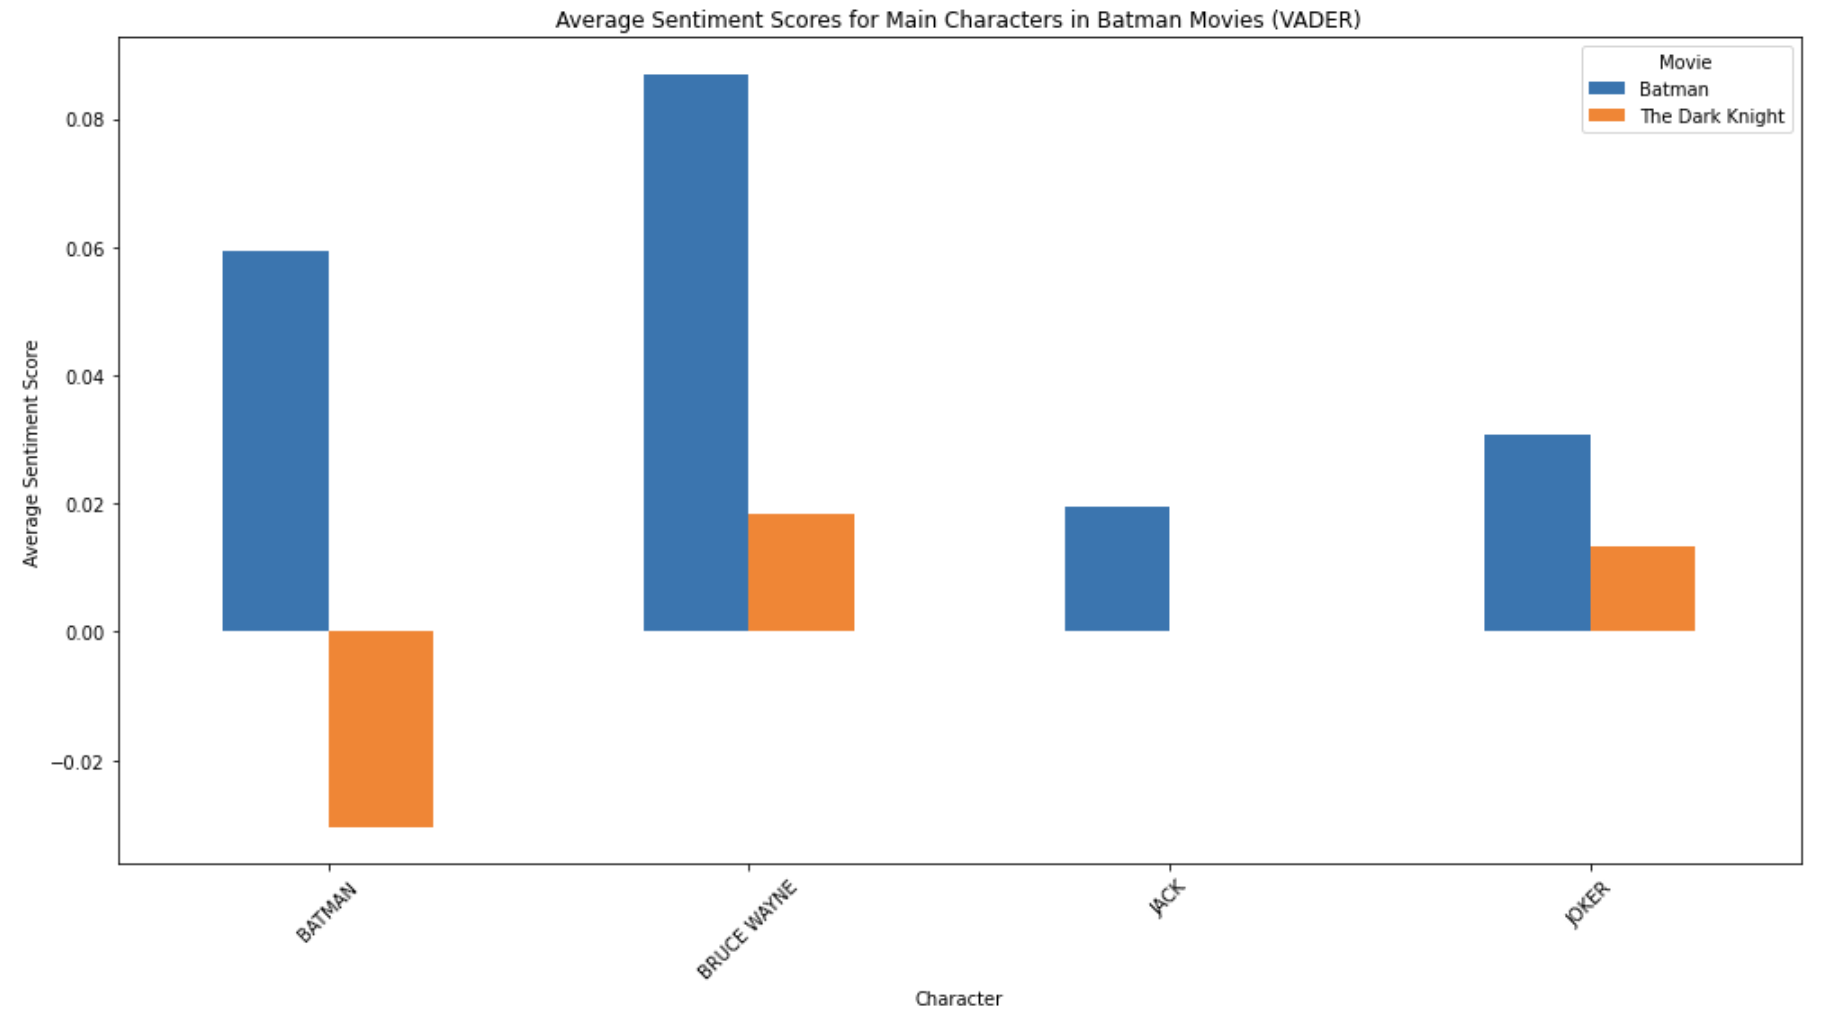 Average Sentiment Scores for Main Characters in Batman Movies (VADER)
Movie
Batman
The Dark Knight
Average Sentiment Score
0.08
0.06
0.04
0.02
0.00
−0.02
BATMAN
BRUCE WAYNE
JACK
JOKER
Character